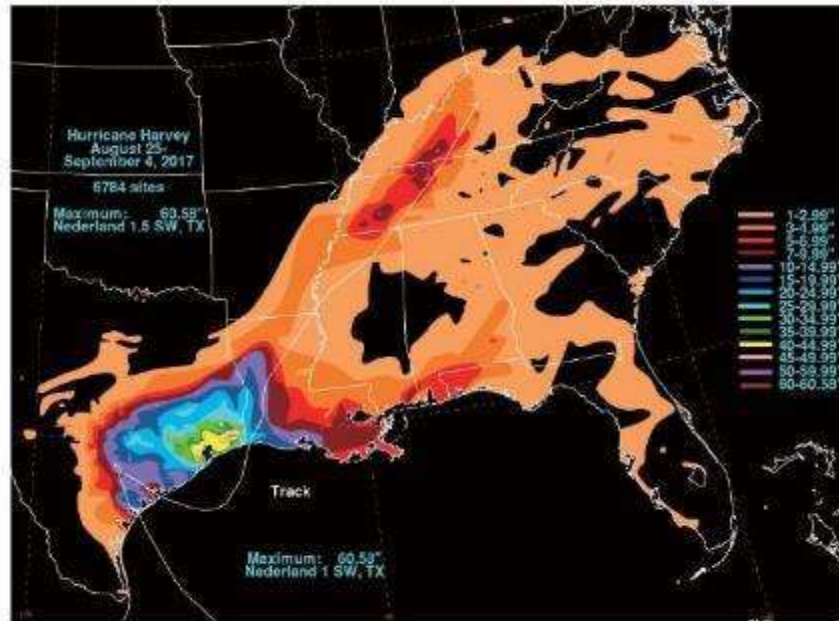 Hurricane Harvey
August 25-
September 4, 2017
6784 sites
Maximum: 60.58"
Nederland 1.5 SW, TX
1-2.99"
3-4.99"
5-6.99"
7-9.99"
10-14.99"
15-19.99"
20-24.99"
25-29.99"
30-34.99"
35-39.99"
40-44.99"
45-49.99"
50-59.99"
60-60.58"
Track
Maximum: 60.58"
Nederland 1 SW, TX